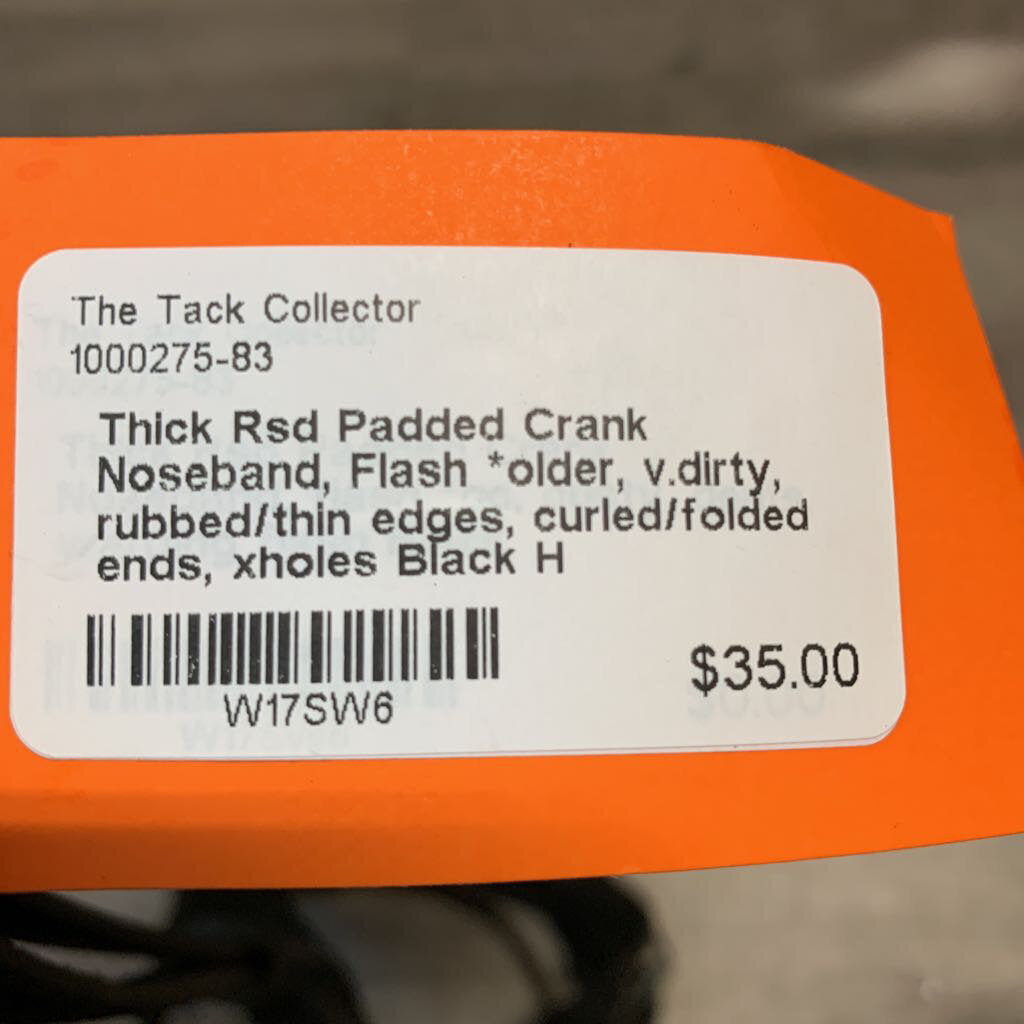 The Tack Collector
1000275-83
Thick Rsd Padded Crank
Noseband, Flash *older, v.dirty,
rubbed/thin edges, curled/folded
ends, xholes Black H
W17SW6
$35.00